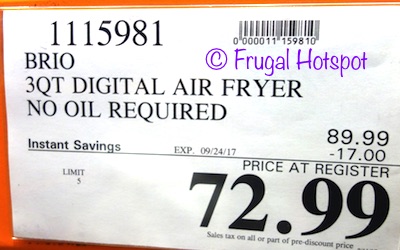 1115981
000001115981 0
© Frugal Hotspot
BRIO
3QT DIGITAL AIR FRYER
NO OIL REQUIRED
89.99
Instant Savings EXP. 09/24/17 -17.00
PRICE AT REGISTER
LIMIT
5
72.99
Sales tax on all or part of pre-discount price